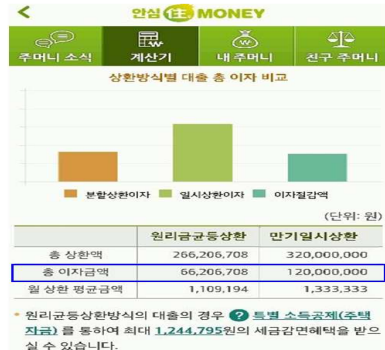 안심 住 MONEY
주머니 소식 계산기 내 주머니 친구 주머니
상환방식별 대출 총 이자 비교
분할상환이자 일시상환이자 이자절감액
(단위: 원)
원리금균등상환 만기일시상환
총 상환액 266,206,708 320,000,000
총 이자금액 66,206,708 120,000,000
월 상환 평균금액 1,109,194 1,333,333
* 원리금균등상환방식의 대출의 경우 ? 특별 소득공제(주택
자금) 를 통하여 최대 1,244,795원의 세금감면혜택을 받으
실 수 있습니다.